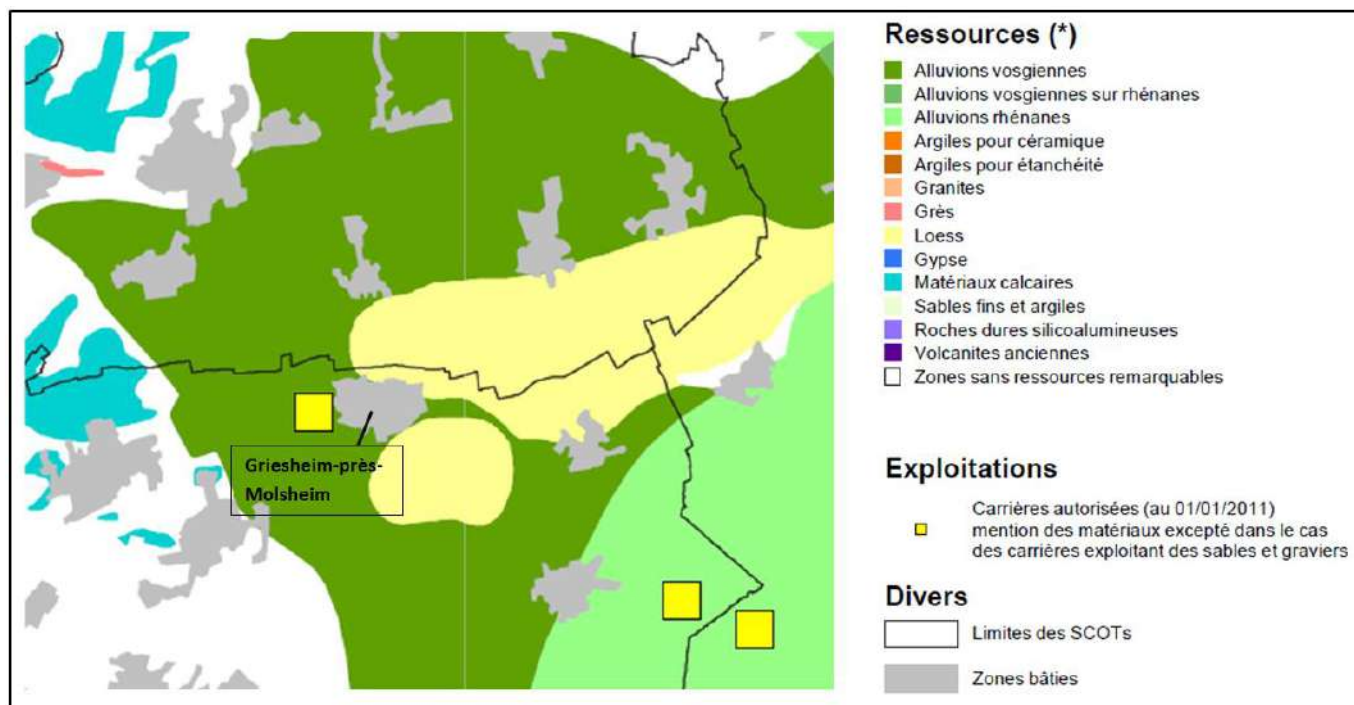 Griesheim-près-
Molsheim
Ressources (*)
Alluvions vosgiennes
Alluvions vosgiennes sur rhénanes
Alluvions rhénanes
Argiles pour céramique
Argiles pour étanchéité
Granites
Grès
Loess
Gypse
Matériaux calcaires
Sables fins et argiles
Roches dures silicoalumineuses
Volcanites anciennes
Zones sans ressources remarquables
Exploitations
Carrières autorisées (au 01/01/2011)
mention des matériaux excepté dans le cas
des carrières exploitant des sables et graviers
Divers
Limites des SCOTs
Zones bâties